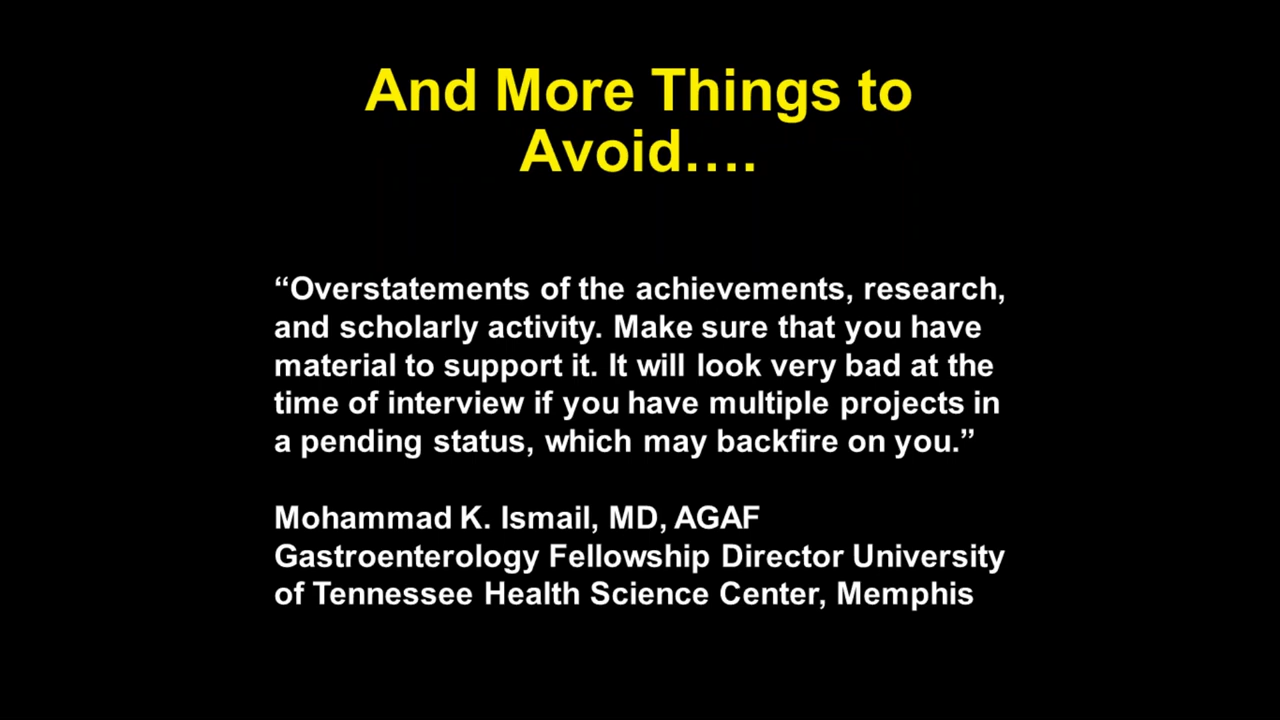 And More Things to
Avoid….
“Overstatements of the achievements, research,
and scholarly activity. Make sure that you have
material to support it. It will look very bad at the
time of interview if you have multiple projects in
a pending status, which may backfire on you.”
Mohammad K. Ismail, MD, AGAF
Gastroenterology Fellowship Director University
of Tennessee Health Science Center, Memphis